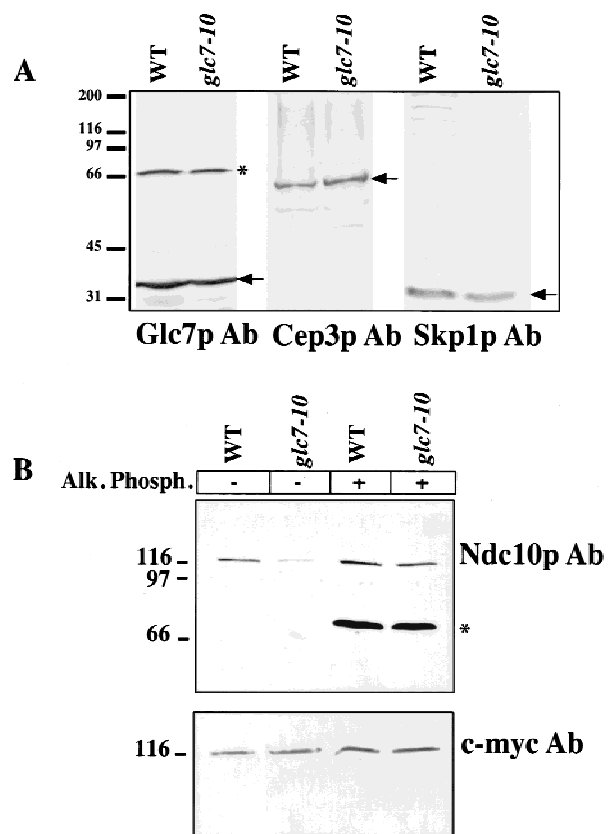 A
WT glc7-10 WT glc7-10 WT glc7-10
200
116
97
66 *
45
31
Glc7p Ab Cep3p Ab Skp1p Ab
B
WT glc7-10 WT glc7-10
Alk. Phosph. - - + +
116 Ndc10p Ab
97
66 *
116 c-myc Ab